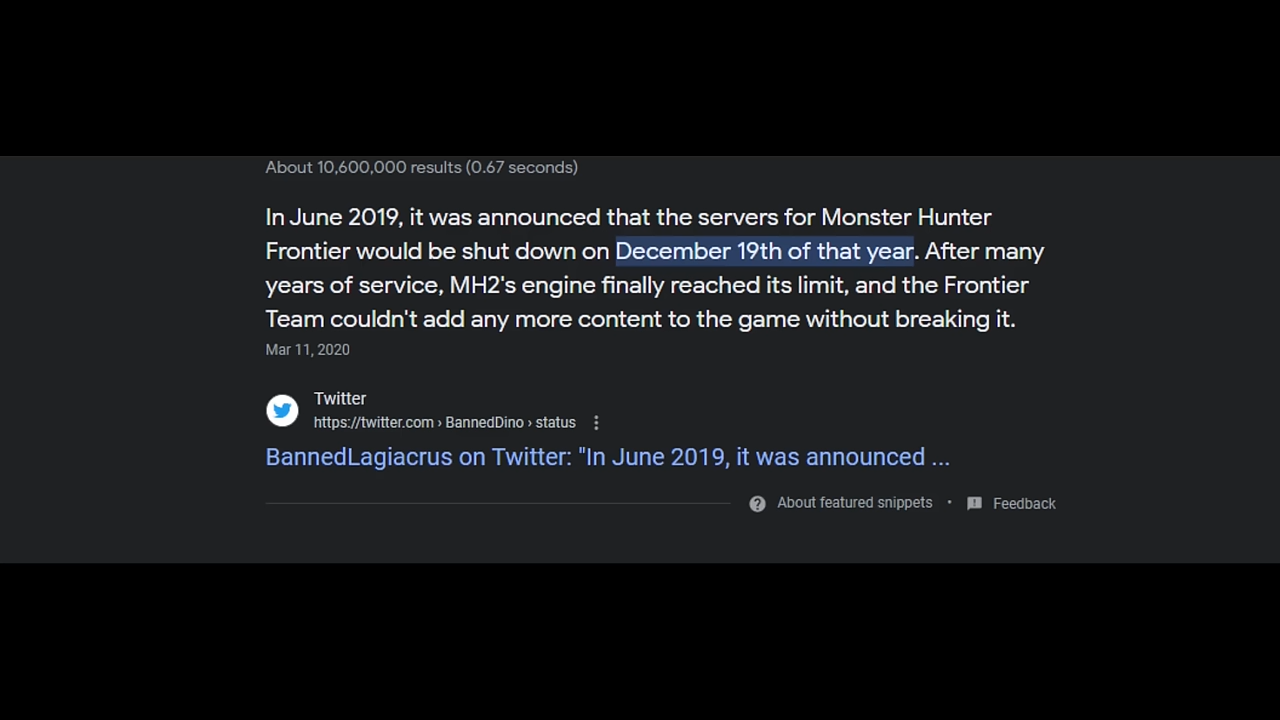 About 10,600,000 results (0.67 seconds)
In June 2019, it was announced that the servers for Monster Hunter
Frontier would be shut down on December 19th of that year. After many
years of service, MH2's engine finally reached its limit, and the Frontier
Team couldn't add any more content to the game without breaking it.
Mar 11, 2020
Twitter
https://twitter.com › BannedDino › status
BannedLagiacrus on Twitter: "In June 2019, it was announced ...
About featured snippets • Feedback